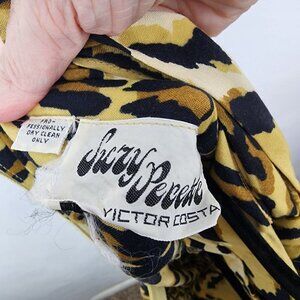 PRO-
FESSIONALLY
DRY CLEAN
ONLY
Suzy Perette
VICTOR COSTA